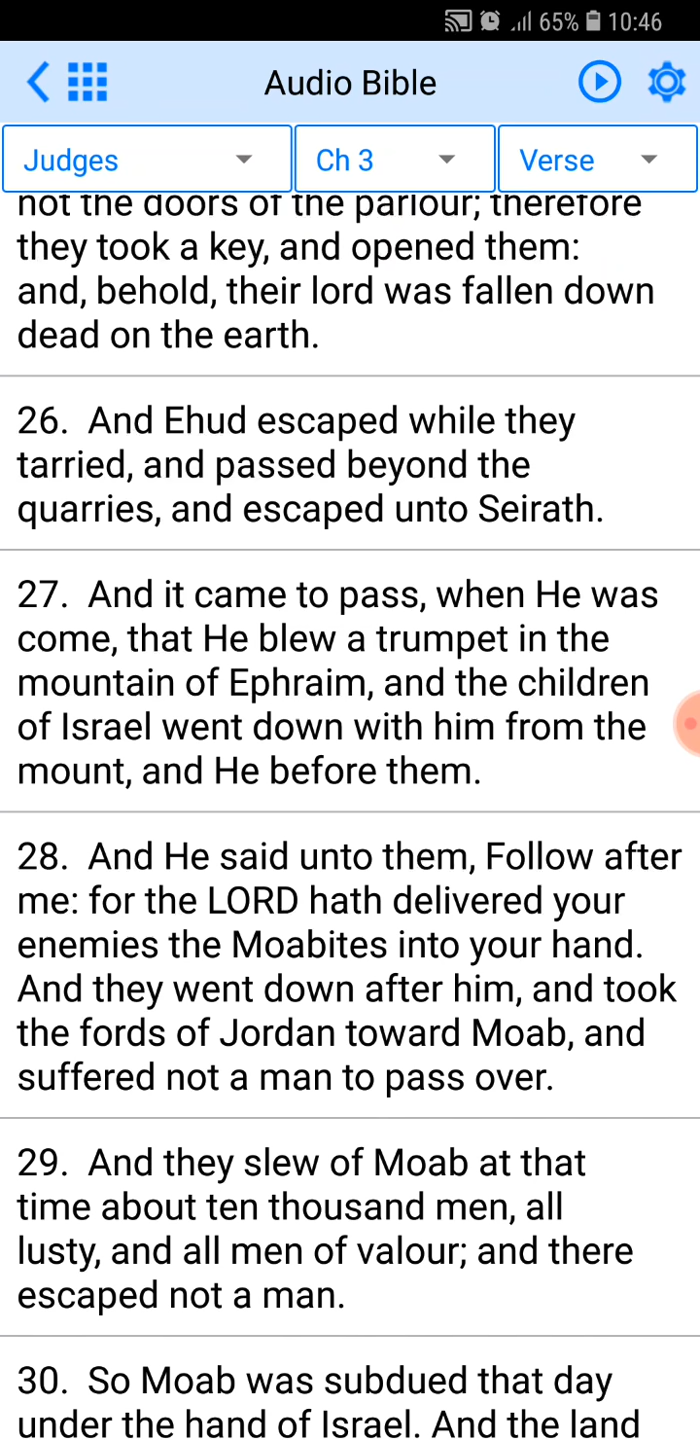 65% 10:46
Audio Bible
Judges Ch 3 Verse
not the doors of the parlour; therefore
they took a key, and opened them:
and, behold, their lord was fallen down
dead on the earth.
26. And Ehud escaped while they
tarried, and passed beyond the
quarries, and escaped unto Seirath.
27. And it came to pass, when He was
come, that He blew a trumpet in the
mountain of Ephraim, and the children
of Israel went down with him from the
mount, and He before them.
28. And He said unto them, Follow after
me: for the LORD hath delivered your
enemies the Moabites into your hand.
And they went down after him, and took
the fords of Jordan toward Moab, and
suffered not a man to pass over.
29. And they slew of Moab at that
time about ten thousand men, all
lusty, and all men of valour; and there
escaped not a man.
30. So Moab was subdued that day
under the hand of Israel. And the land